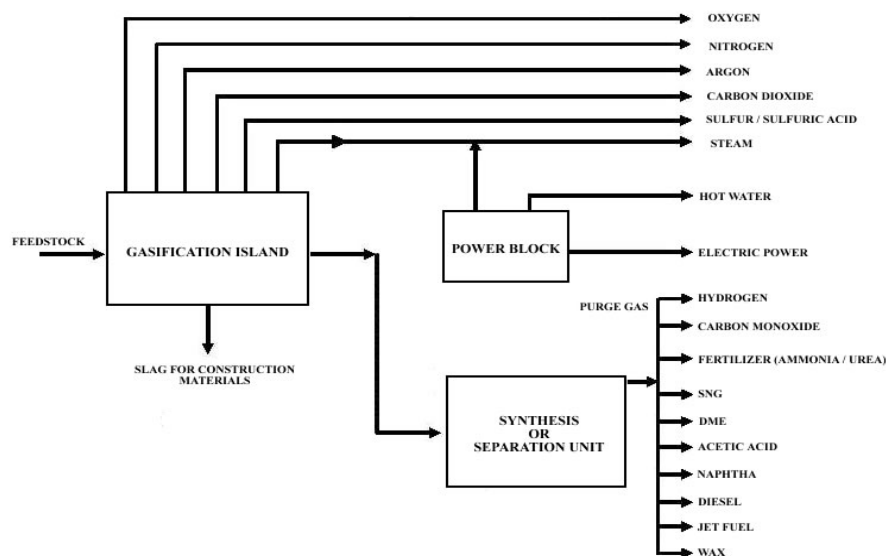 OXYGEN
NITROGEN
ARGON
CARBON DIOXIDE
SULFUR / SULFURIC ACID
STEAM
HOT WATER
FEEDSTOCK
GASIFICATION ISLAND
POWER BLOCK
ELECTRIC POWER
HYDROGEN
PURGE GAS
CARBON MONOXIDE
FERTILIZER (AMMONIA / UREA)
SLAG FOR CONSTRUCTION
MATERIALS
SNG
DME
SYNTHESIS
OR
SEPARATION UNIT
ACETIC ACID
NAPHTHA
DIESEL
JET FUEL
WAX